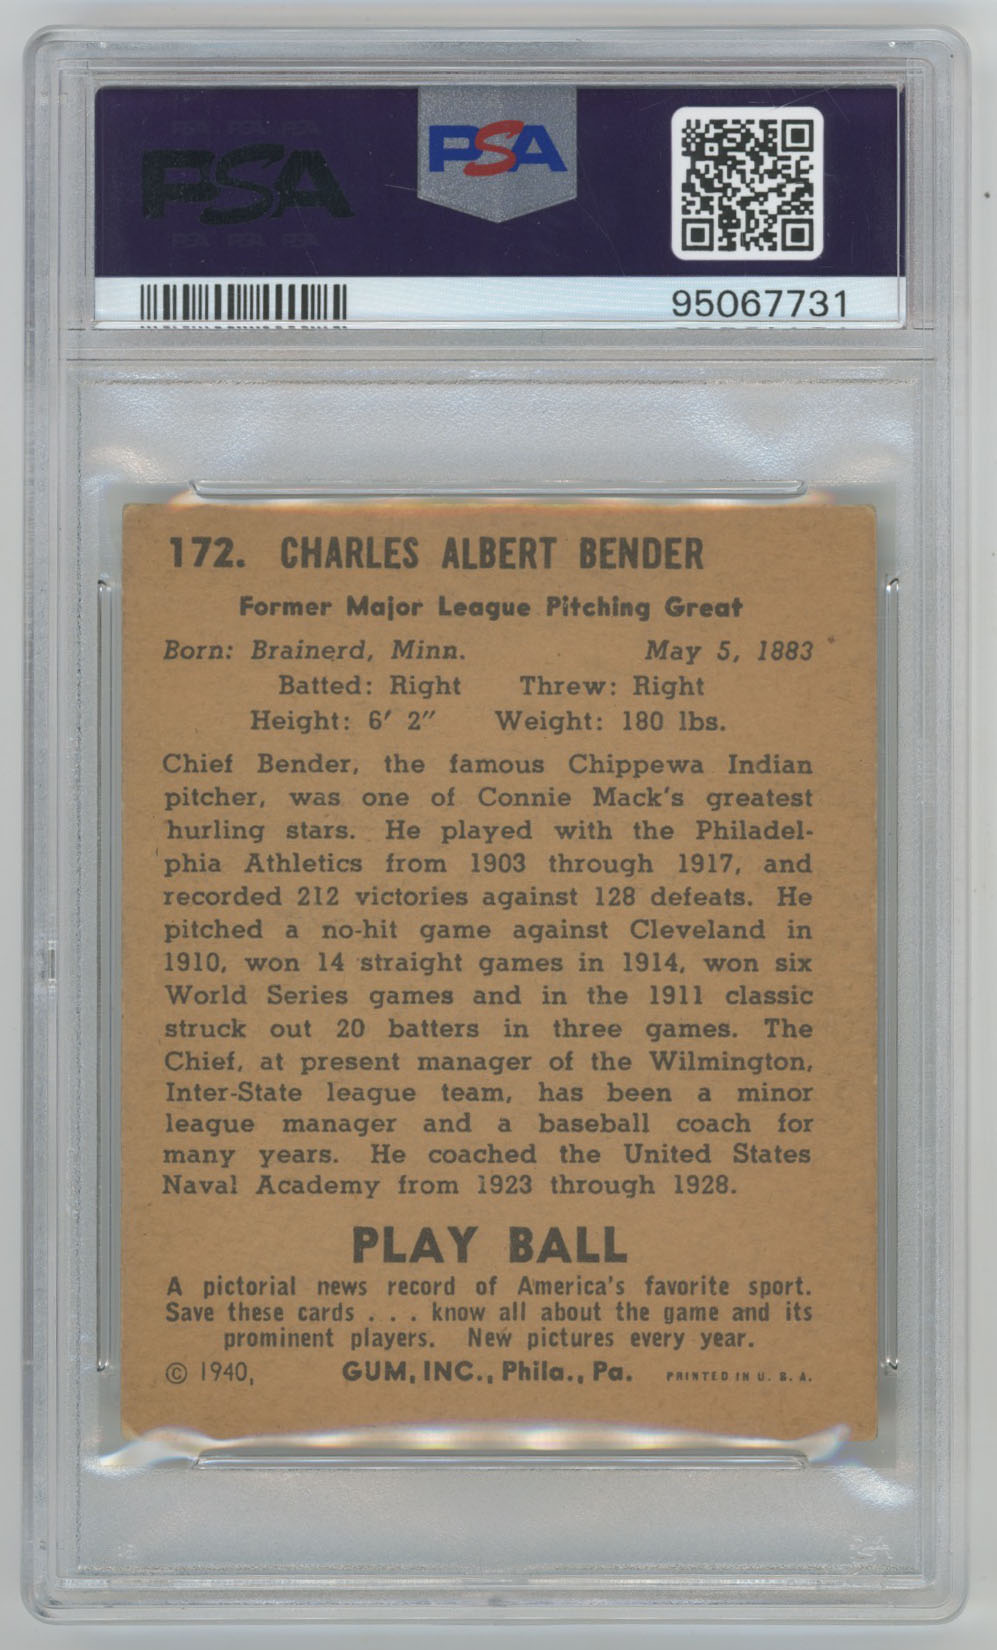 PSA PSA PSA
PSA
PSA
PSA PSA PSA
95067731
172. CHARLES ALBERT BENDER
Former Major League Pitching Great
Born: Brainerd, Minn. May 5, 1883
Batted: Right Threw: Right
Height: 6′ 2″ Weight: 180 lbs.
Chief Bender, the famous Chippewa Indian
pitcher, was one of Connie Mack's greatest
hurling stars. He played with the Philadel-
phia Athletics from 1903 through 1917, and
recorded 212 victories against 128 defeats. He
pitched a no-hit game against Cleveland in
1910, won 14 straight games in 1914, won six
World Series games and in the 1911 classic
struck out 20 batters in three games. The
Chief, at present manager of the Wilmington,
Inter-State league team, has been a minor
league manager and a baseball coach for
many years. He coached the United States
Naval Academy from 1923 through 1928.
PLAY BALL
A pictorial news record of America's favorite sport.
Save these cards . . . know all about the game and its
prominent players. New pictures every year.
© 1940, GUM, INC., Phila., Pa. PRINTED IN U. S. A.